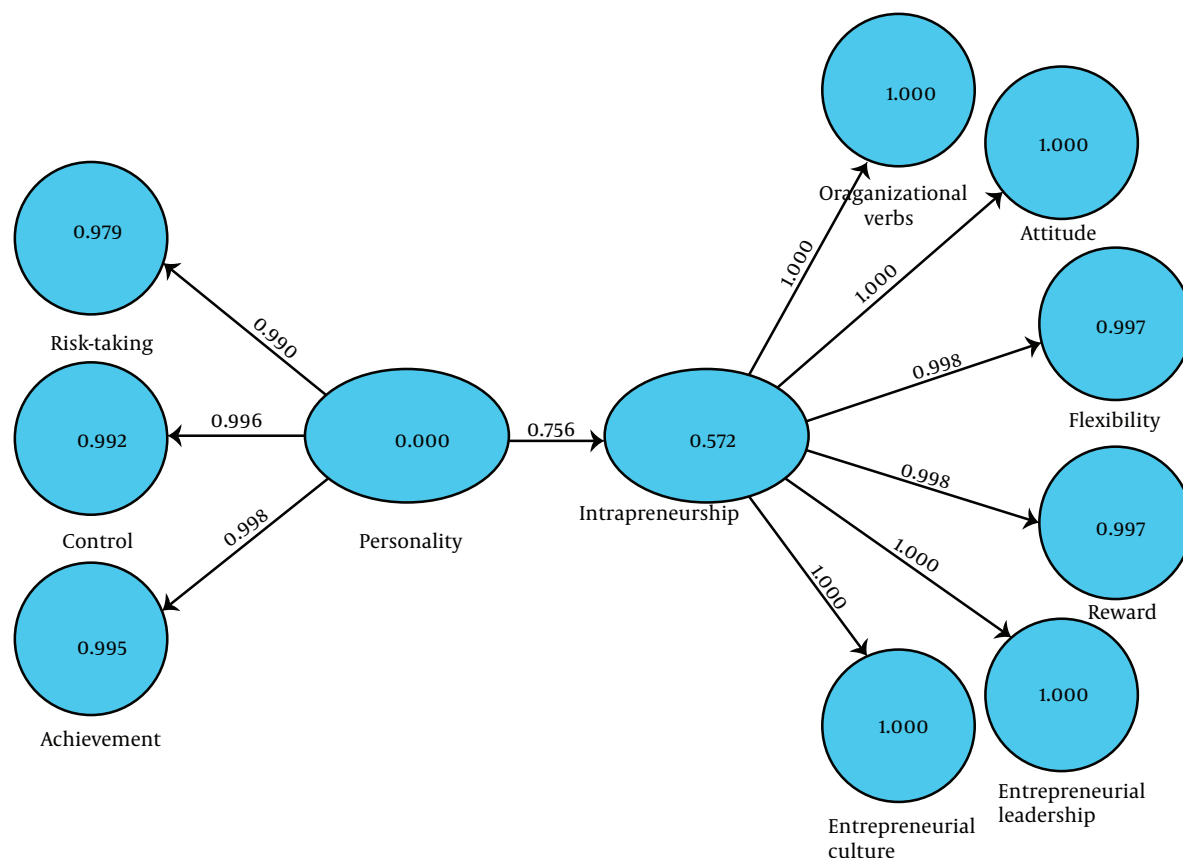 0.979
Risk-taking
0.992
Control
0.995
Achievement
0.990
0.996
0.998
0.000
Personality
0.756
0.572
Intrapreneurship
1.000
1.000
0.998
0.998
1.000
1.000
1.000
Oraganizational
verbs
1.000
Attitude
0.997
Flexibility
0.997
Reward
1.000
Entrepreneurial
leadership
1.000
Entrepreneurial
culture